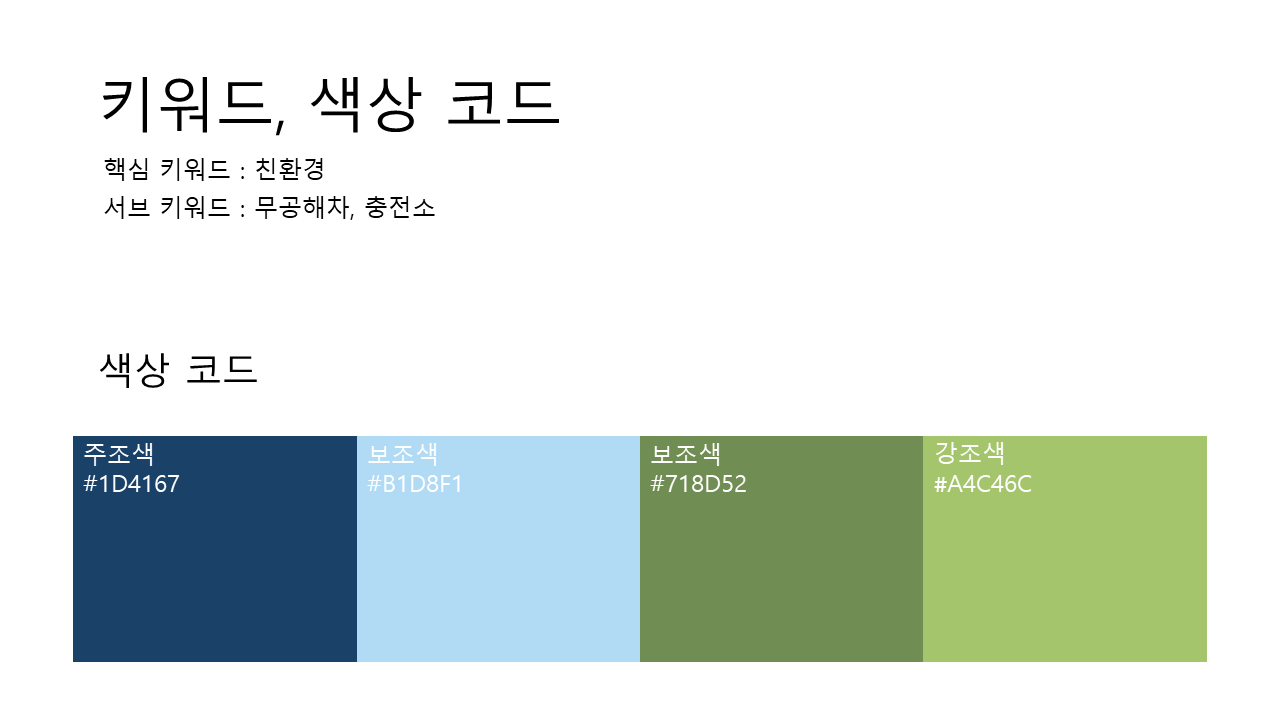 키워드, 색상 코드
핵심 키워드 : 친환경
서브 키워드 : 무공해차, 충전소
색상 코드
주조색
#1D4167
보조색
#B1D8F1
보조색
#718D52
강조색
#A4C46C